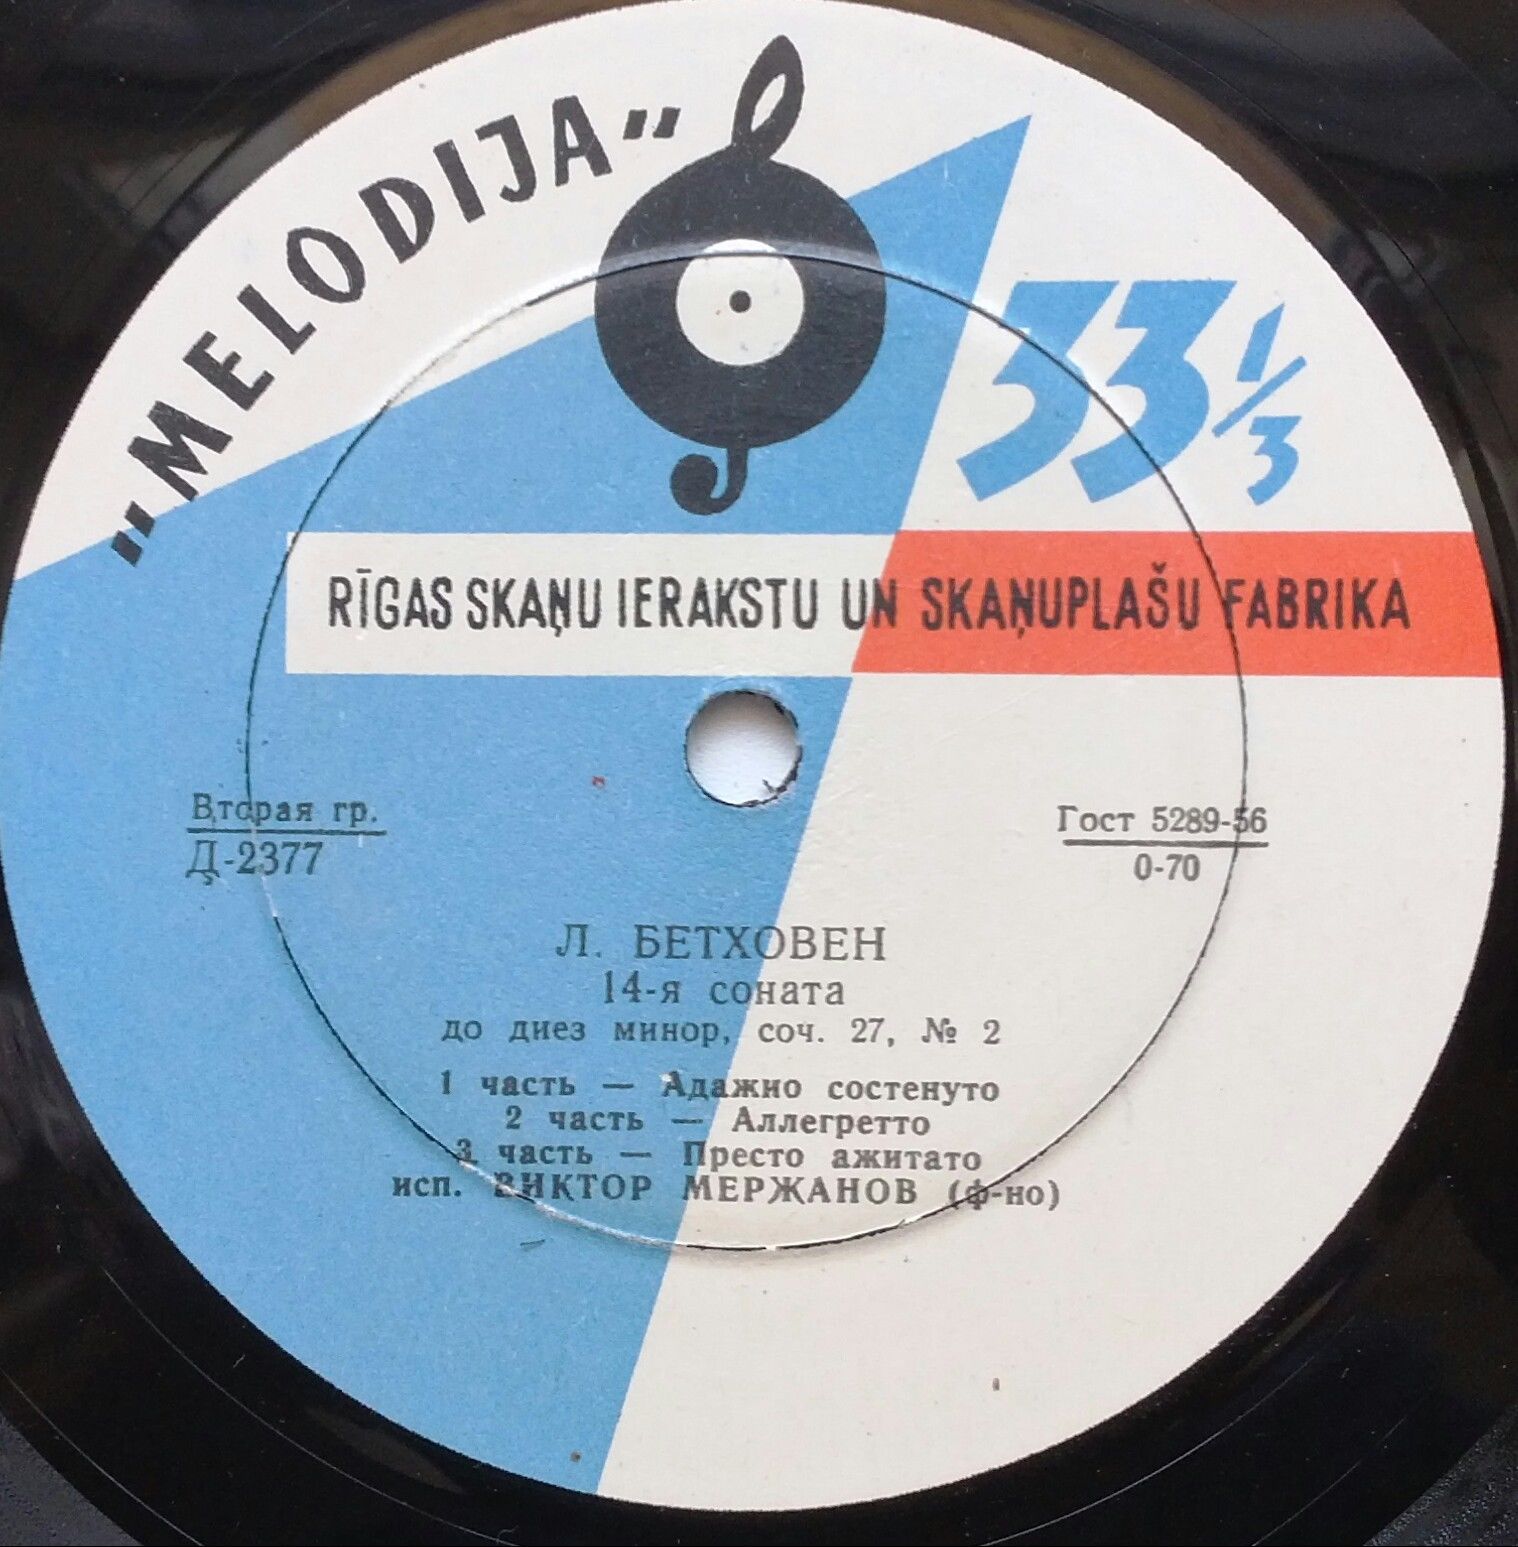 "MELODIJA"
33 1/3
RĪGAS SKAŅU IERAKSTU UN SKAŅUPLAŠU FABRIKA
Вторая гр.
Д-2377
Гост 5289-56
0-70
Л. БЕТХОВЕН
14-я соната
до диез минор, соч. 27, № 2
1 часть — Адажио состенуто
2 часть — Аллегретто
3 часть — Престо ажитато
исп. ВИКТОР МЕРЖАНОВ (ф-но)